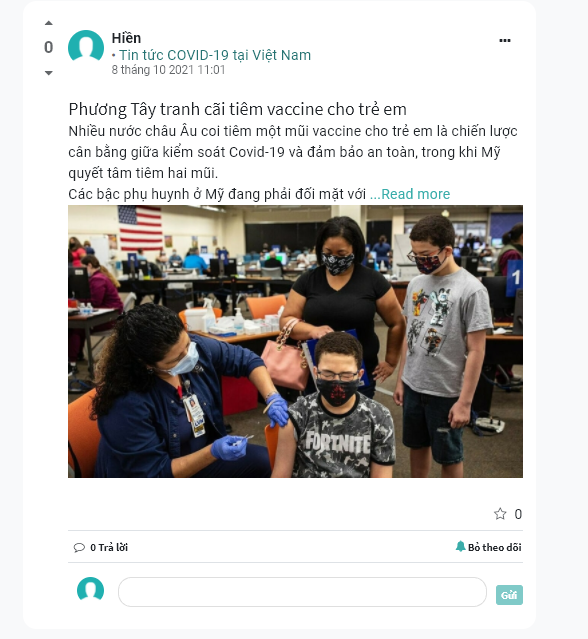 0
Hiền
• Tin tức COVID-19 tại Việt Nam
8 tháng 10 2021 11:01
Phương Tây tranh cãi tiêm vaccine cho trẻ em
Nhiều nước châu Âu coi tiêm một mũi vaccine cho trẻ em là chiến lược
cân bằng giữa kiểm soát Covid-19 và đảm bảo an toàn, trong khi Mỹ
quyết tâm tiêm hai mũi.
Các bậc phụ huynh ở Mỹ đang phải đối mặt với ...Read more
1
FORTNITE
0
0 Trả lời
Bỏ theo dõi
Gửi